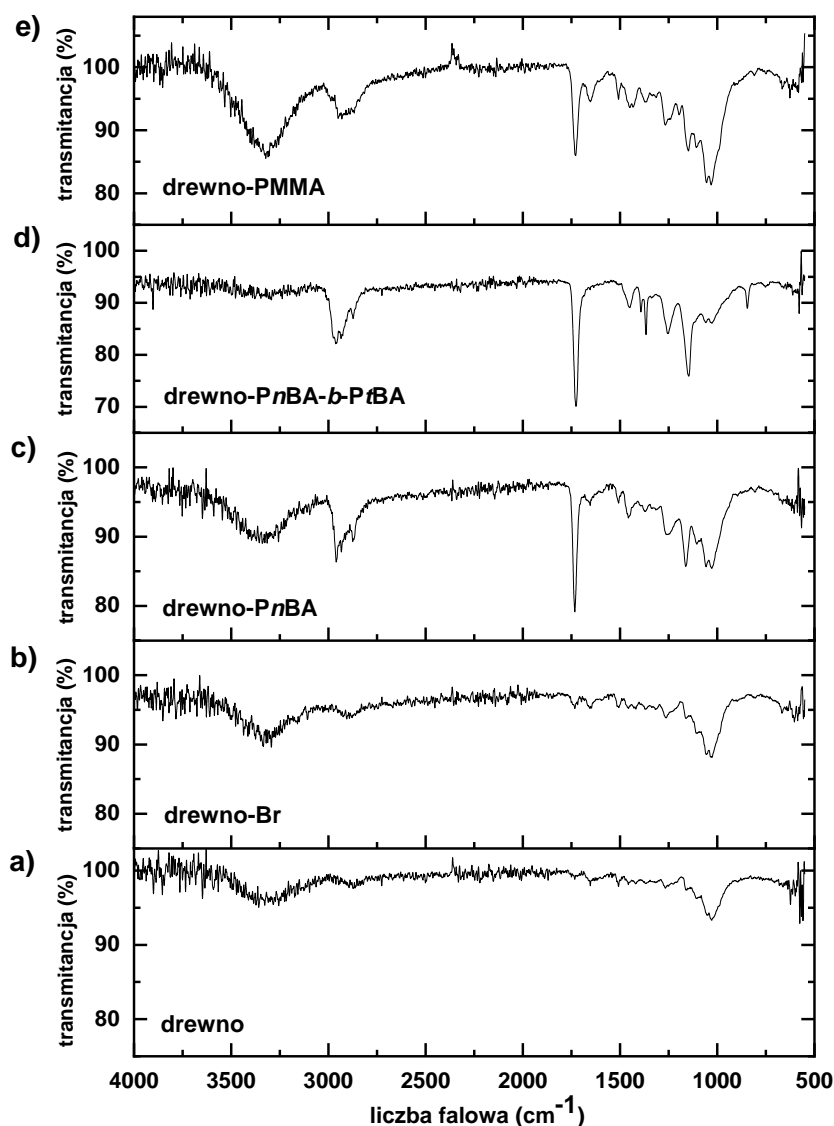 e)
transmitancja (%)
100
90
80
drewno-PMMA
d)
transmitancja (%)
100
90
80
70
drewno-PnBA-b-PtBA
c)
transmitancja (%)
100
90
80
drewno-PnBA
b)
transmitancja (%)
100
90
80
drewno-Br
a)
transmitancja (%)
100
90
80
drewno
4000 3500 3000 2500 2000 1500 1000 500
liczba falowa (cm⁻¹)